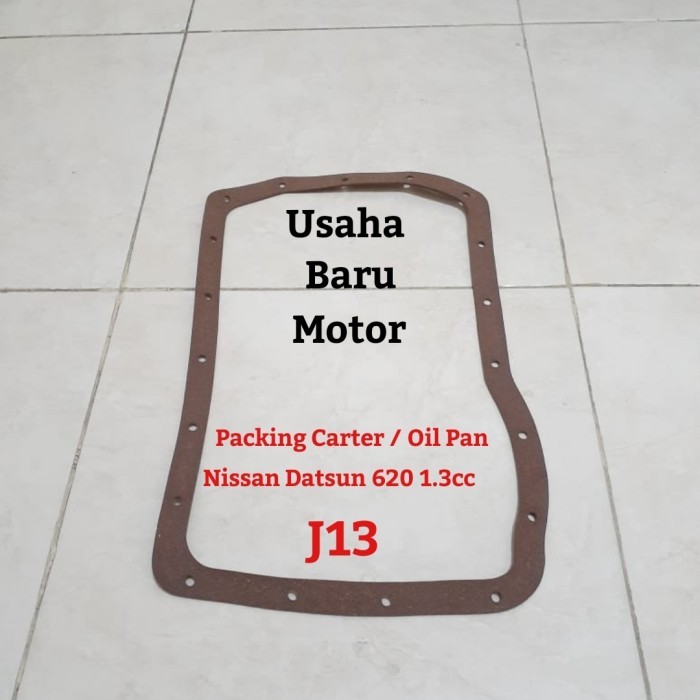 Usaha
Baru
Motor
Packing Carter / Oil Pan
Nissan Datsun 620 1.3cc
J13